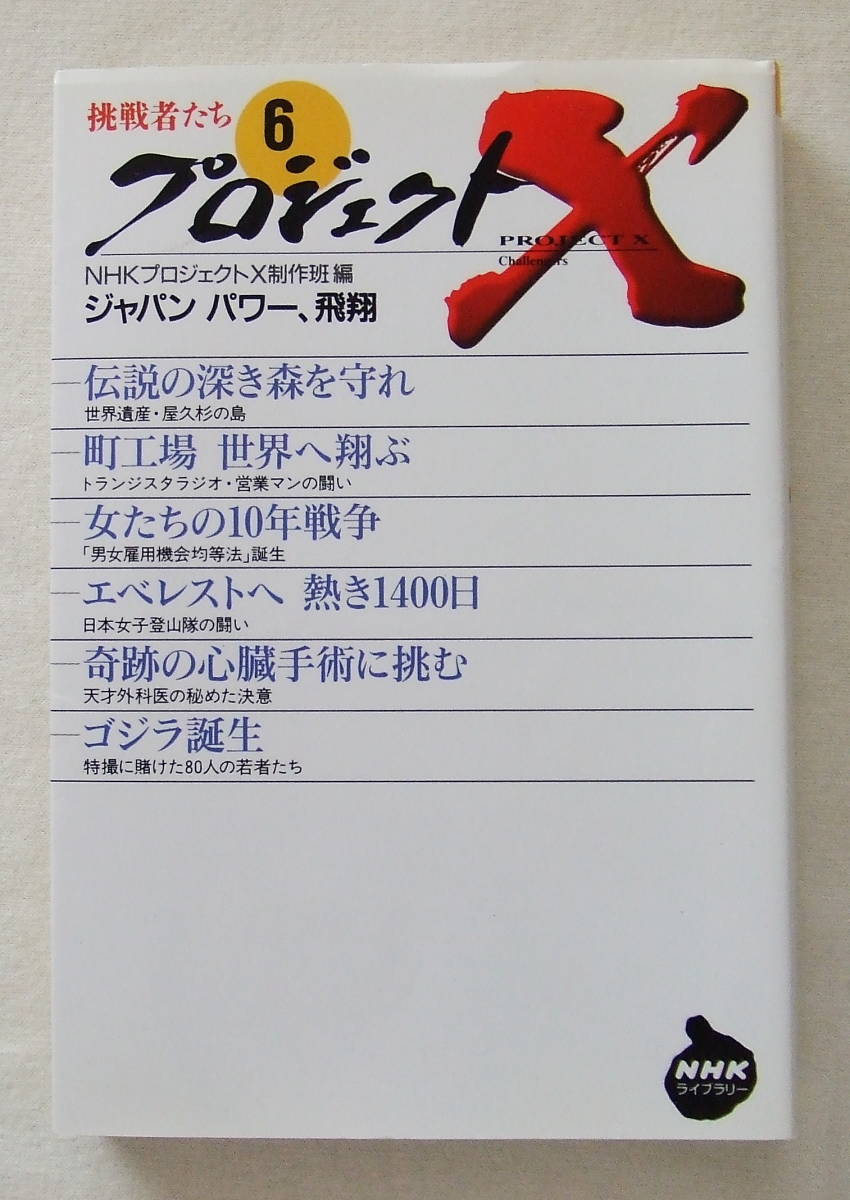 挑戦者たち
6
プロジェクトX
PROJECT X
Challengers
NHKプロジェクトX制作班 編
ジャパン パワー、飛翔
伝説の深き森を守れ
世界遺産・屋久杉の島
町工場 世界へ翔ぶ
トランジスタラジオ・営業マンの闘い
女たちの10年戦争
「男女雇用機会均等法」誕生
エベレストへ 熱き1400日
日本女子登山隊の闘い
奇跡の心臓手術に挑む
天才外科医の秘めた決意
ゴジラ誕生
特撮に賭けた80人の若者たち
NHK
ライブラリー